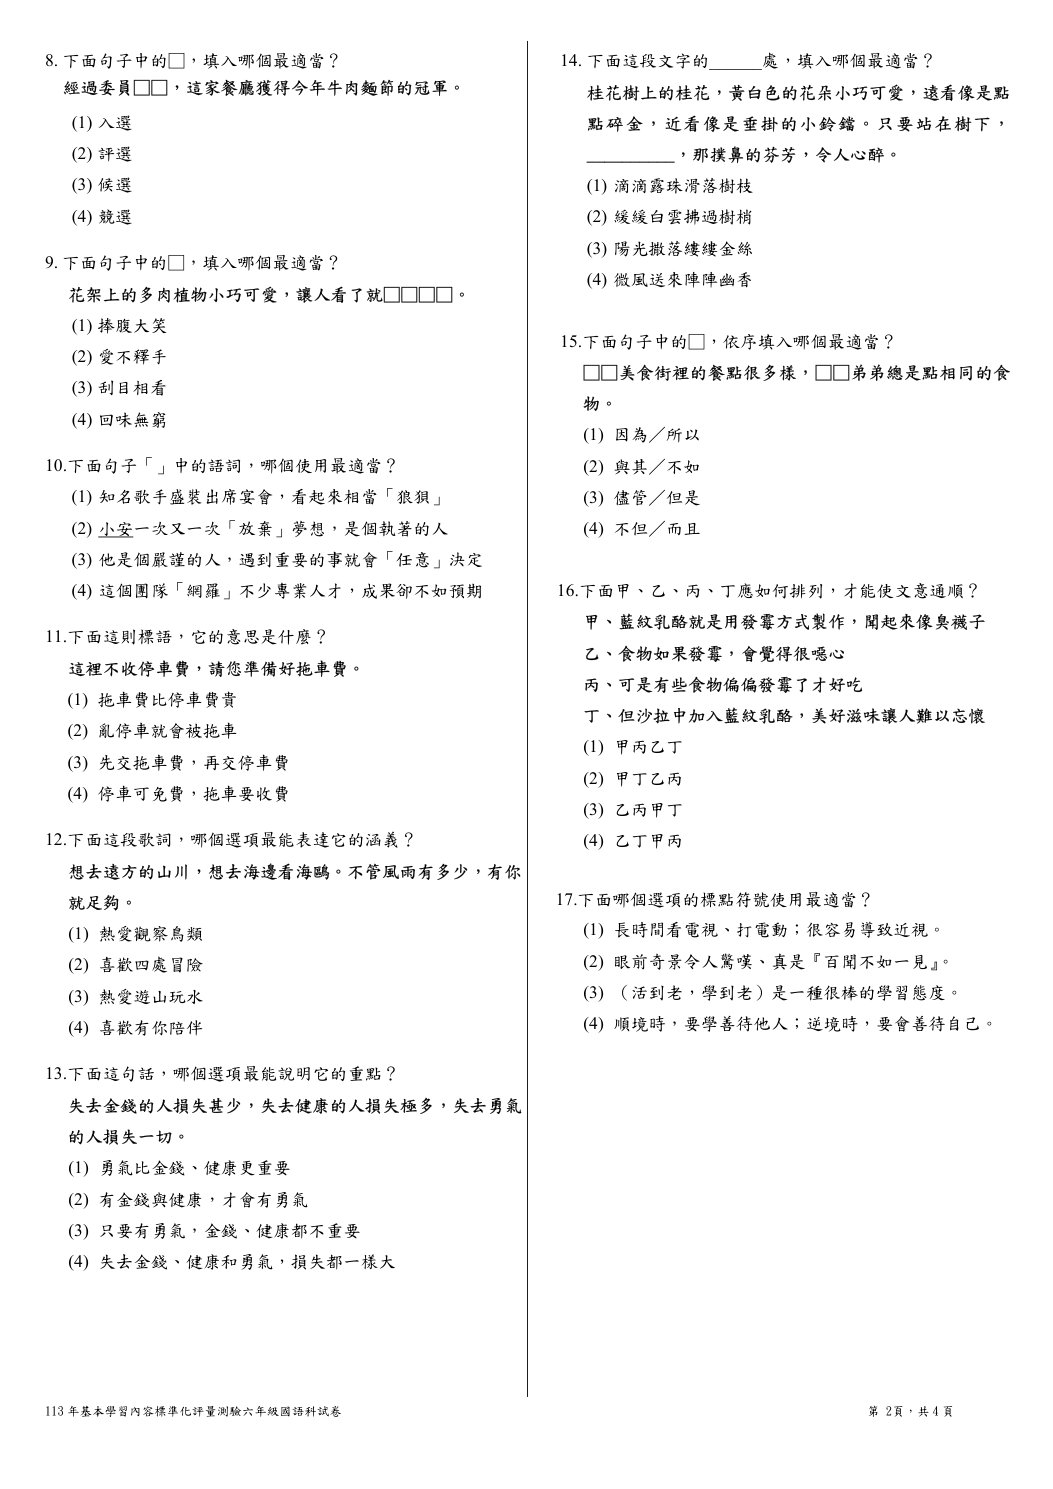 8. 下面句子中的□，填入哪個最適當？
經過委員□□，這家餐廳獲得今年牛肉麵節的冠軍。
(1) 入選
(2) 評選
(3) 候選
(4) 競選
9. 下面句子中的□，填入哪個最適當？
花架上的多肉植物小巧可愛，讓人看了就□□□□。
(1) 捧腹大笑
(2) 愛不釋手
(3) 刮目相看
(4) 回味無窮
10.下面句子「」中的語詞，哪個使用最適當？
(1) 知名歌手盛裝出席宴會，看起來相當「狼狽」
(2) 小安一次又一次「放棄」夢想，是個執著的人
(3) 他是個嚴謹的人，遇到重要的事就會「任意」決定
(4) 這個團隊「網羅」不少專業人才，成果卻不如預期
11.下面這則標語，它的意思是什麼？
這裡不收停車費，請您準備好拖車費。
(1) 拖車費比停車費貴
(2) 亂停車就會被拖車
(3) 先交拖車費，再交停車費
(4) 停車可免費，拖車要收費
12.下面這段歌詞，哪個選項最能表達它的涵義？
想去遠方的山川，想去海邊看海鷗。不管風雨有多少，有你
就足夠。
(1) 熱愛觀察鳥類
(2) 喜歡四處冒險
(3) 熱愛遊山玩水
(4) 喜歡有你陪伴
13.下面這句話，哪個選項最能說明它的重點？
失去金錢的人損失甚少，失去健康的人損失極多，失去勇氣
的人損失一切。
(1) 勇氣比金錢、健康更重要
(2) 有金錢與健康，才會有勇氣
(3) 只要有勇氣，金錢、健康都不重要
(4) 失去金錢、健康和勇氣，損失都一樣大
14. 下面這段文字的______處，填入哪個最適當？
桂花樹上的桂花，黃白色的花朵小巧可愛，遠看像是點
點碎金，近看像是垂掛的小鈴鐺。只要站在樹下，
__________，那撲鼻的芬芳，令人心醉。
(1) 滴滴露珠滑落樹枝
(2) 緩緩白雲拂過樹梢
(3) 陽光撒落縷縷金絲
(4) 微風送來陣陣幽香
15.下面句子中的□，依序填入哪個最適當？
□□美食街裡的餐點很多樣，□□弟弟總是點相同的食
物。
(1) 因為／所以
(2) 與其／不如
(3) 儘管／但是
(4) 不但／而且
16.下面甲、乙、丙、丁應如何排列，才能使文意通順？
甲、藍紋乳酪就是用發霉方式製作，聞起來像臭襪子
乙、食物如果發霉，會覺得很噁心
丙、可是有些食物偏偏發霉了才好吃
丁、但沙拉中加入藍紋乳酪，美好滋味讓人難以忘懷
(1) 甲丙乙丁
(2) 甲丁乙丙
(3) 乙丙甲丁
(4) 乙丁甲丙
17.下面哪個選項的標點符號使用最適當？
(1) 長時間看電視、打電動；很容易導致近視。
(2) 眼前奇景令人驚嘆、真是『百聞不如一見』。
(3) （活到老，學到老）是一種很棒的學習態度。
(4) 順境時，要學善待他人；逆境時，要會善待自己。
113 年基本學習內容標準化評量測驗六年級國語科試卷
第 2頁，共4頁